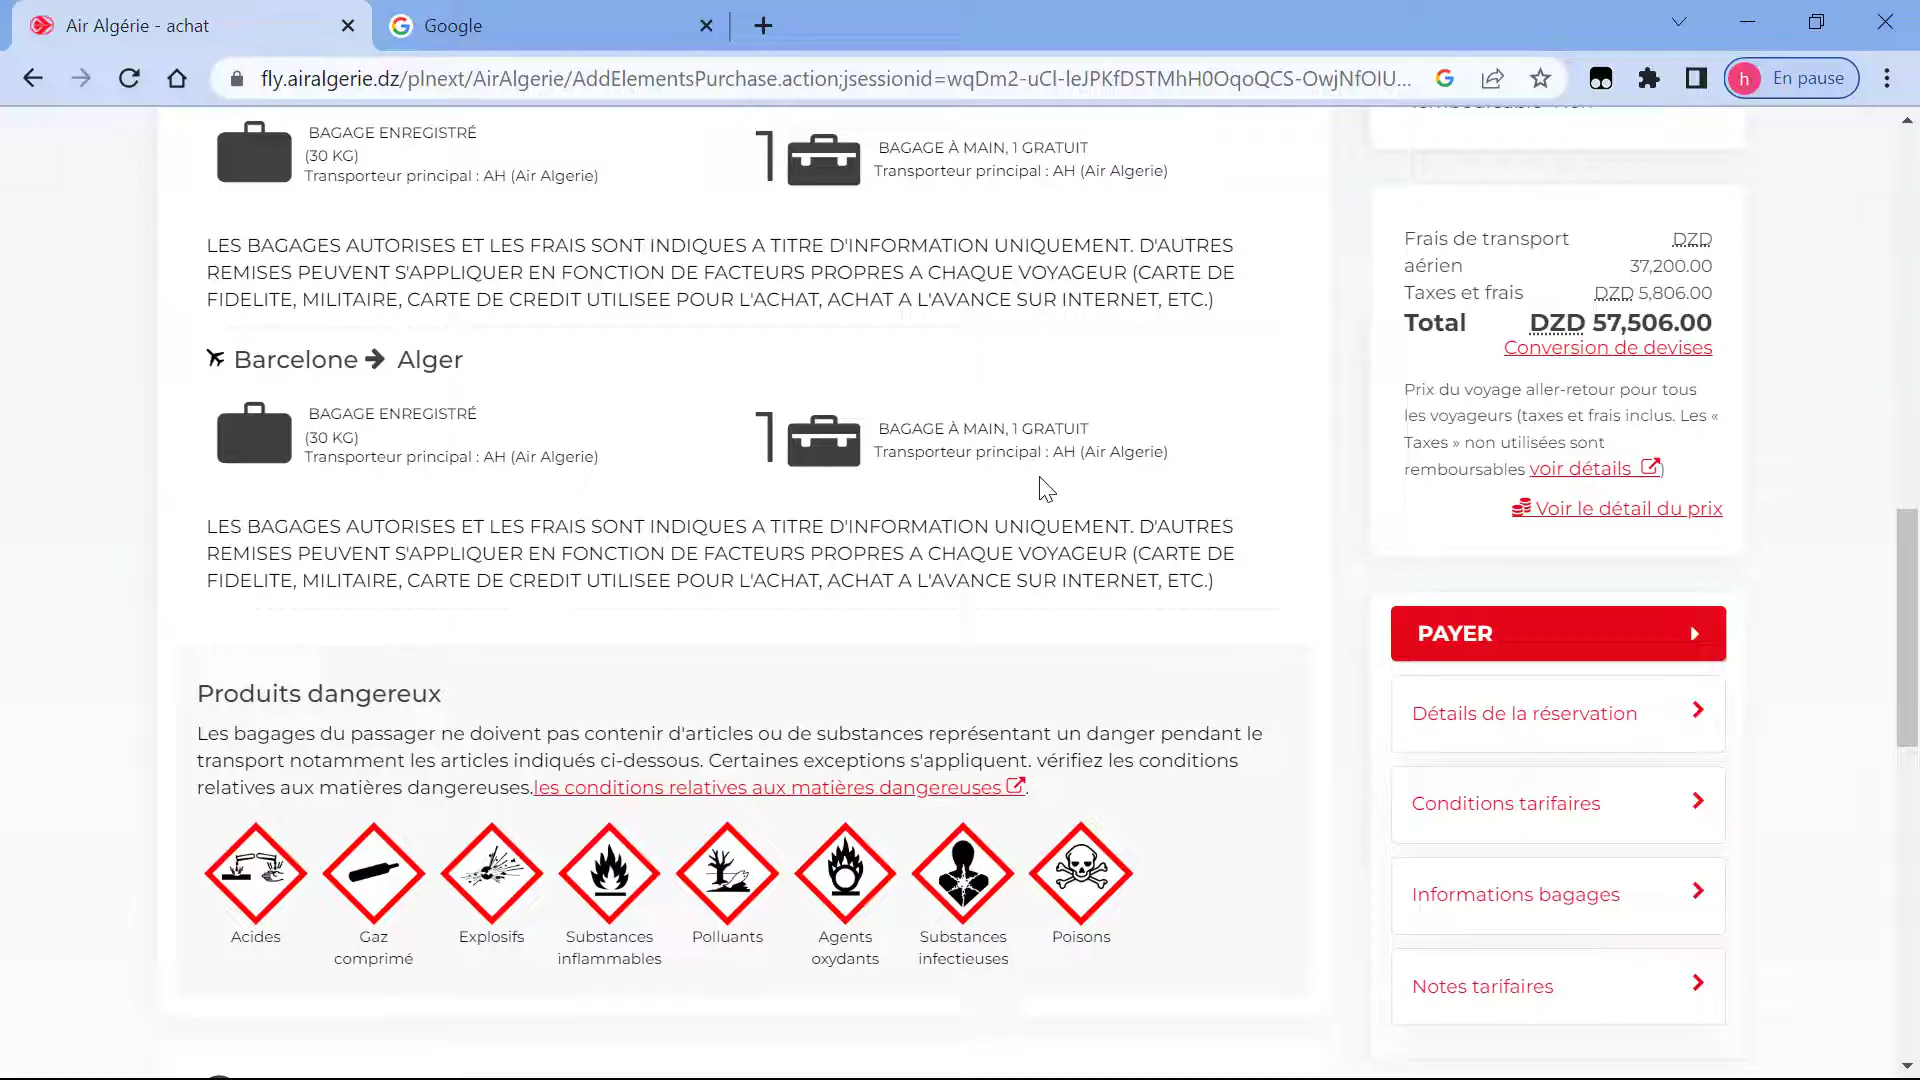 Air Algérie - achat
Google
fly.airalgerie.dz/plnext/AirAlgerie/AddElementsPurchase.action;jsessionid=wqDm2-uCl-leJPKfDSTMhH0OqoQCS-OwjNfOIU...
h En pause
BAGAGE ENREGISTRÉ
(30 KG)
Transporteur principal : AH (Air Algerie)
1
BAGAGE À MAIN, 1 GRATUIT
Transporteur principal : AH (Air Algerie)
LES BAGAGES AUTORISES ET LES FRAIS SONT INDIQUES A TITRE D'INFORMATION UNIQUEMENT. D'AUTRES
REMISES PEUVENT S'APPLIQUER EN FONCTION DE FACTEURS PROPRES A CHAQUE VOYAGEUR (CARTE DE
FIDELITE, MILITAIRE, CARTE DE CREDIT UTILISEE POUR L'ACHAT, ACHAT A L'AVANCE SUR INTERNET, ETC.)
Barcelone Alger
BAGAGE ENREGISTRÉ
(30 KG)
Transporteur principal : AH (Air Algerie)
1
BAGAGE À MAIN, 1 GRATUIT
Transporteur principal : AH (Air Algerie)
LES BAGAGES AUTORISES ET LES FRAIS SONT INDIQUES A TITRE D'INFORMATION UNIQUEMENT. D'AUTRES
REMISES PEUVENT S'APPLIQUER EN FONCTION DE FACTEURS PROPRES A CHAQUE VOYAGEUR (CARTE DE
FIDELITE, MILITAIRE, CARTE DE CREDIT UTILISEE POUR L'ACHAT, ACHAT A L'AVANCE SUR INTERNET, ETC.)
Produits dangereux
Les bagages du passager ne doivent pas contenir d'articles ou de substances représentant un danger pendant le
transport notamment les articles indiqués ci-dessous. Certaines exceptions s'appliquent. vérifiez les conditions
relatives aux matières dangereuses.les conditions relatives aux matières dangereuses.
Acides
Gaz
comprimé
Explosifs
Substances
inflammables
Polluants
Agents
oxydants
Substances
infectieuses
Poisons
Frais de transport DZD
aérien 37,200.00
Taxes et frais DZD 5,806.00
Total DZD 57,506.00
Conversion de devises
Prix du voyage aller-retour pour tous
les voyageurs (taxes et frais inclus. Les «
Taxes » non utilisées sont
remboursables voir détails )
Voir le détail du prix
PAYER
Détails de la réservation
Conditions tarifaires
Informations bagages
Notes tarifaires